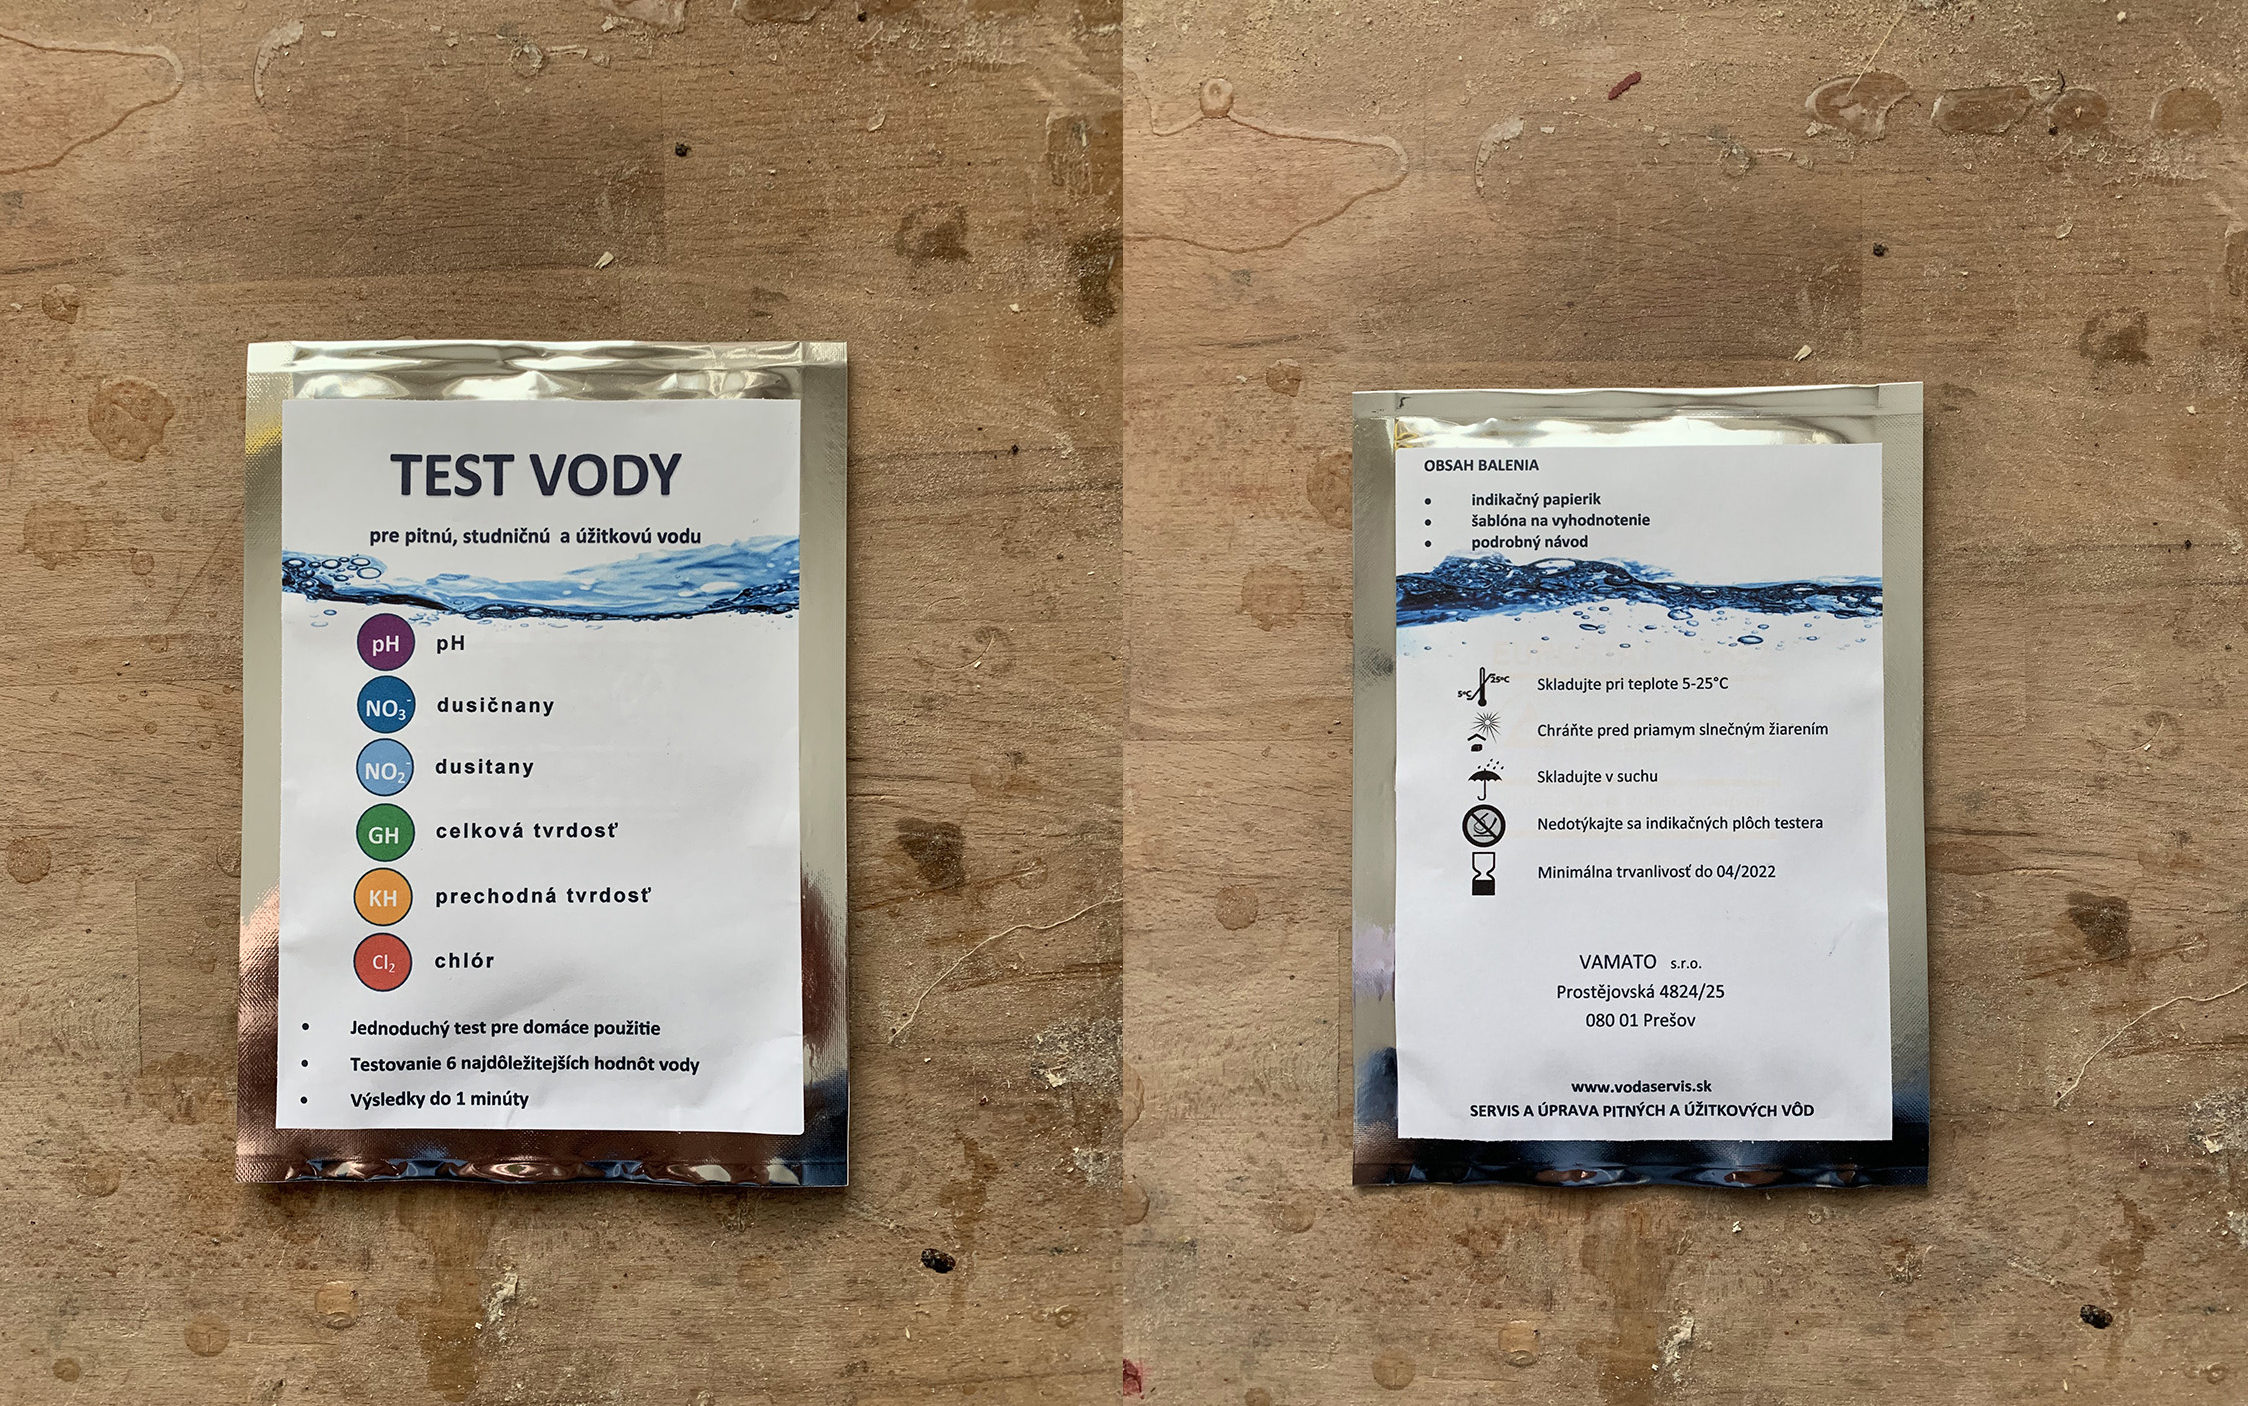 TEST VODY
pre pitnú, studničnú a úžitkovú vodu
pH pH
NO3- dusičnany
NO2- dusitany
GH celková tvrdosť
KH prechodná tvrdosť
Cl2 chlór
• Jednoduchý test pre domáce použitie
• Testovanie 6 najdôležitejších hodnôt vody
• Výsledky do 1 minúty
OBSAH BALENIA
• indikačný papierik
• šablóna na vyhodnotenie
• podrobný návod
5°C 25°C Skladujte pri teplote 5-25°C
Chráňte pred priamym slnečným žiarením
Skladujte v suchu
Nedotýkajte sa indikačných plôch testera
Minimálna trvanlivosť do 04/2022
VAMATO s.r.o.
Prostějovská 4824/25
080 01 Prešov
www.vodaservis.sk
SERVIS A ÚPRAVA PITNÝCH A ÚŽITKOVÝCH VÔD